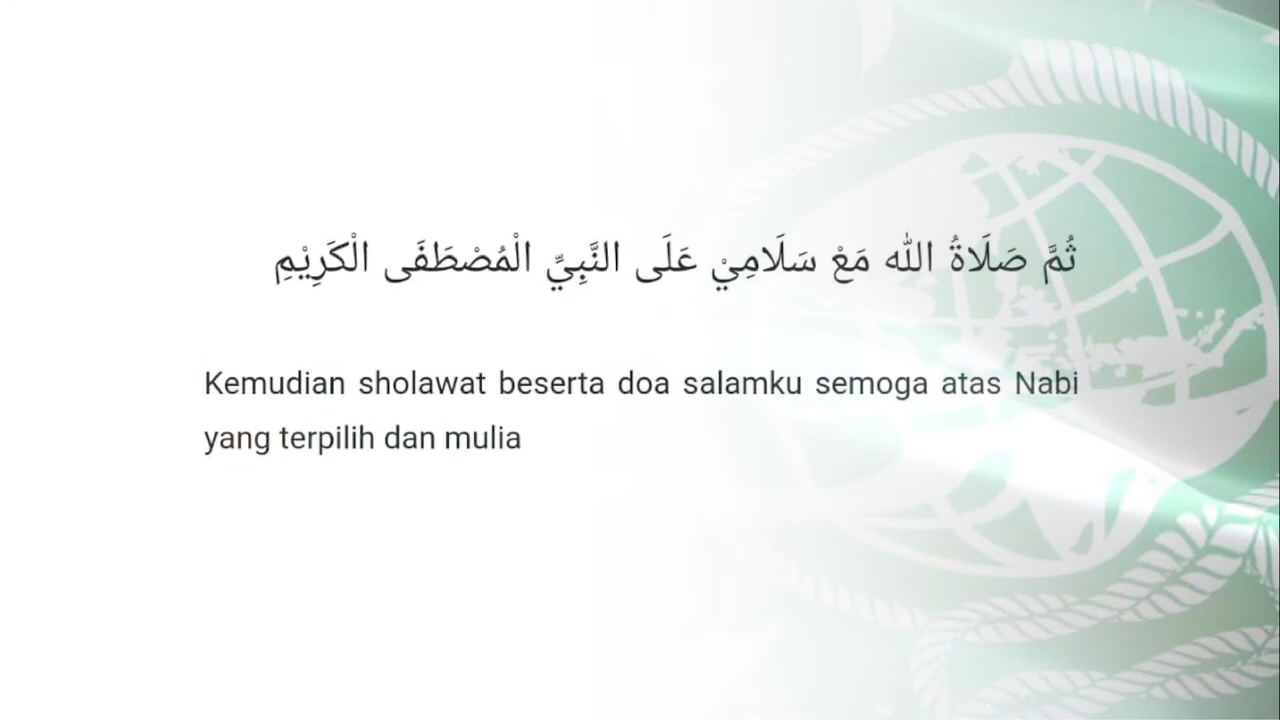 ثُمَّ صَلَاةُ الله مَعْ سَلَامِيْ عَلَى النَّبِيِّ الْمُصْطَفَى الْكَرِيْمِ
Kemudian sholawat beserta doa salamku semoga atas Nabi
yang terpilih dan mulia